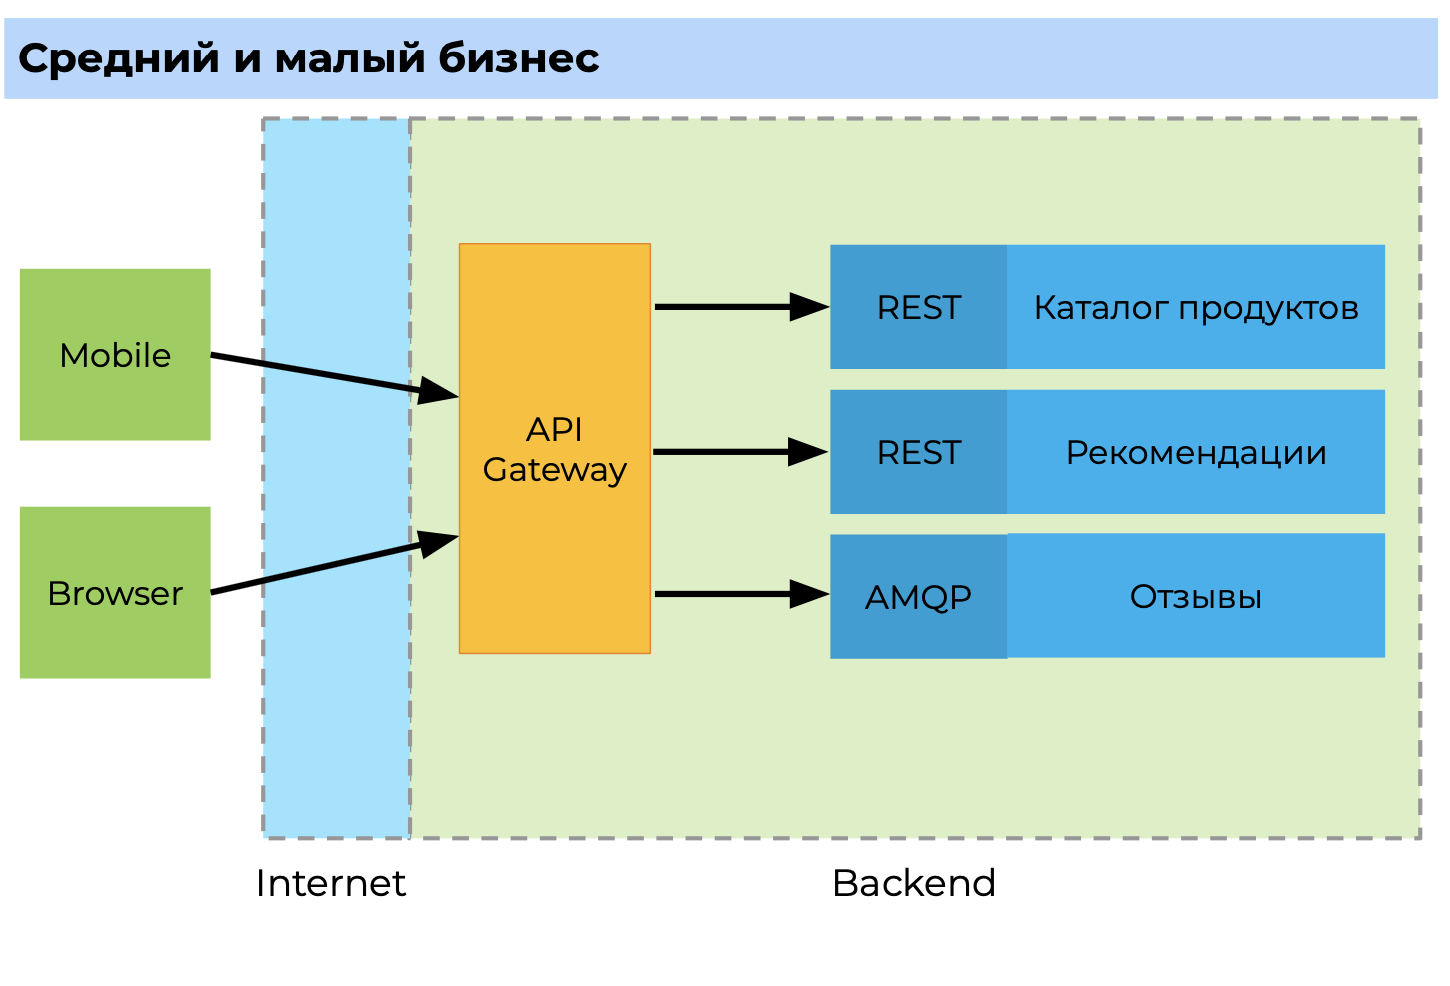 Средний и малый бизнес
Mobile
Browser
API
Gateway
REST
Каталог продуктов
REST
Рекомендации
AMQP
Отзывы
Internet
Backend